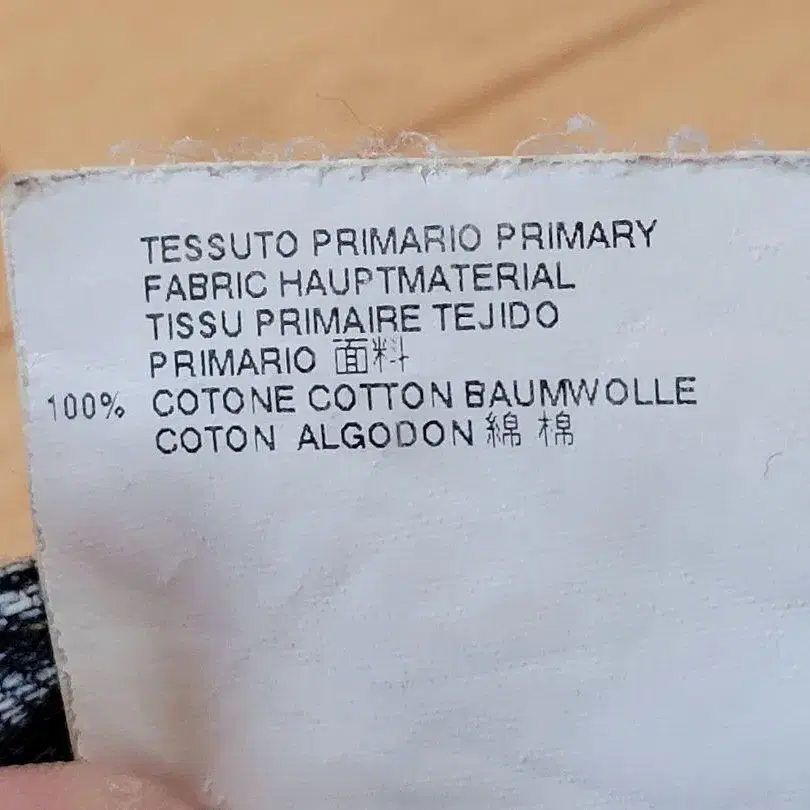 TESSUTO PRIMARIO PRIMARY
FABRIC HAUPTMATERIAL
TISSU PRIMAIRE TEJIDO
PRIMARIO 面料
100% COTONE COTTON BAUMWOLLE
COTON ALGODON 綿 棉